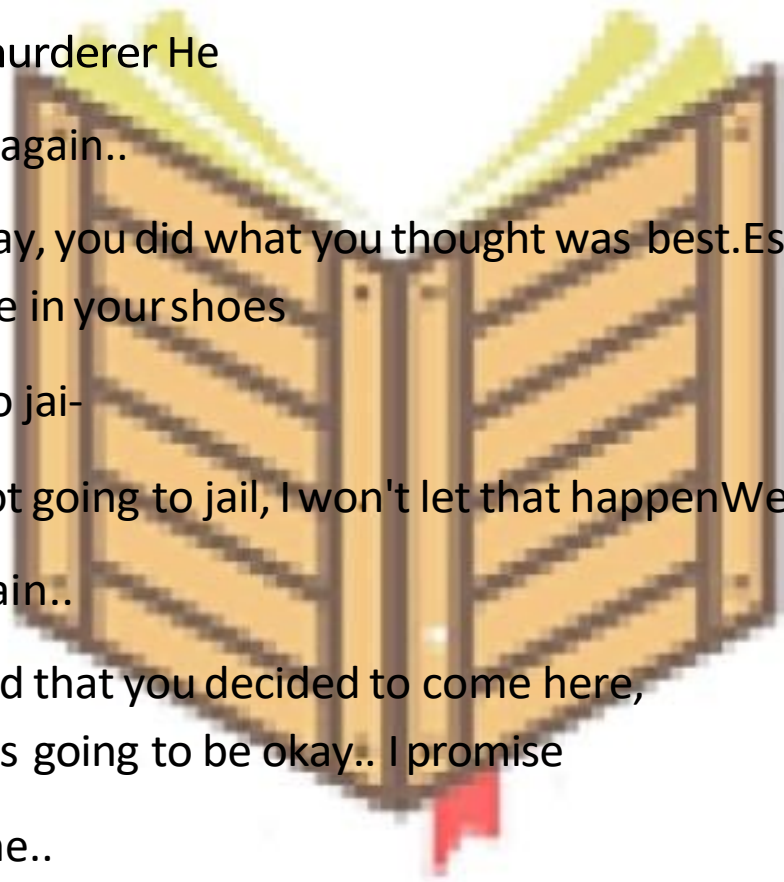 murderer He
again..
ay, you did what you thought was best.Es
e in your shoes
o jai-
ot going to jail, I won't let that happenWe
ain..
d that you decided to come here,
s going to be okay.. I promise
ne..